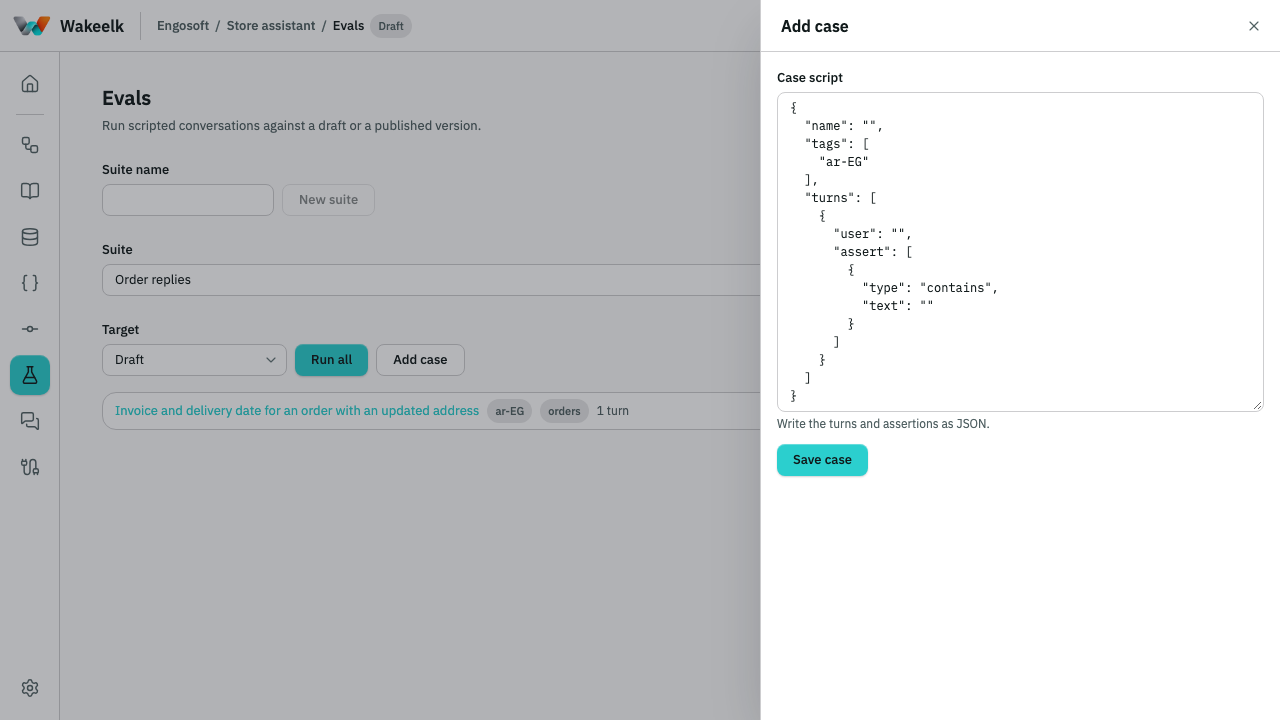 Wakeelk
Engosoft / Store assistant / Evals Draft
Evals
Run scripted conversations against a draft or a published version.
Suite name
New suite
Suite
Order replies
Target
Draft
Run all
Add case
Invoice and delivery date for an order with an updated address ar-EG orders 1 turn
Add case
Case script
{
  "name": "",
  "tags": [
    "ar-EG"
  ],
  "turns": [
    {
      "user": "",
      "assert": [
        {
          "type": "contains",
          "text": ""
        }
      ]
    }
  ]
}
Write the turns and assertions as JSON.
Save case